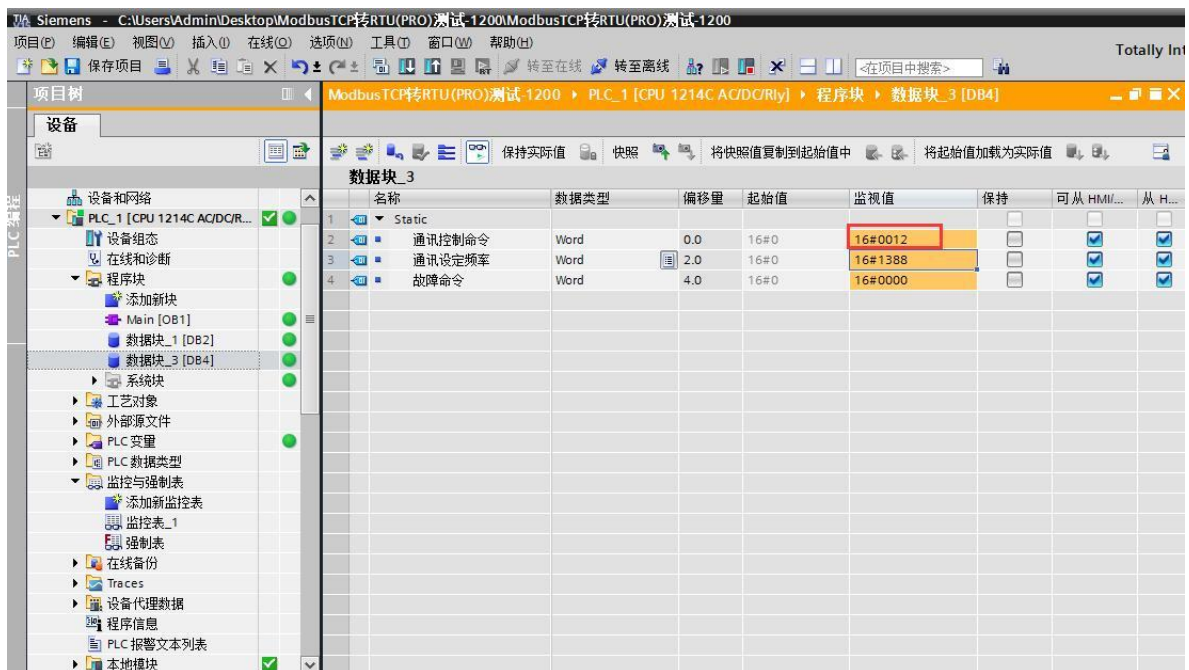 Siemens - C:\Users\Admin\Desktop\ModbusTCP转RTU(PRO)测试-1200\ModbusTCP转RTU(PRO)测试-1200
项目(P) 编辑(E) 视图(V) 插入(I) 在线(O) 选项(N) 工具(T) 窗口(W) 帮助(H)
Totally Int
保存项目 转至在线 转至离线 <在项目中搜索>
项目树
ModbusTCP转RTU(PRO)测试-1200 PLC_1 [CPU 1214C AC/DC/Rly] 程序块 数据块_3 [DB4]
设备
保持实际值 快照 将快照值复制到起始值中 将起始值加载为实际值
数据块_3
名称 数据类型 偏移量 起始值 监视值 保持 可从 HMI/... 从 H...
1 Static
2 通讯控制命令 Word 0.0 16#0 16#0012
3 通讯设定频率 Word 2.0 16#0 16#1388
4 故障命令 Word 4.0 16#0 16#0000
PLC 编程
设备和网络
PLC_1 [CPU 1214C AC/DC/R...
设备组态
在线和诊断
程序块
添加新块
Main [OB1]
数据块_1 [DB2]
数据块_3 [DB4]
系统块
工艺对象
外部源文件
PLC 变量
PLC 数据类型
监控与强制表
添加新监控表
监控表_1
强制表
在线备份
Traces
设备代理数据
程序信息
PLC 报警文本列表
本地模块